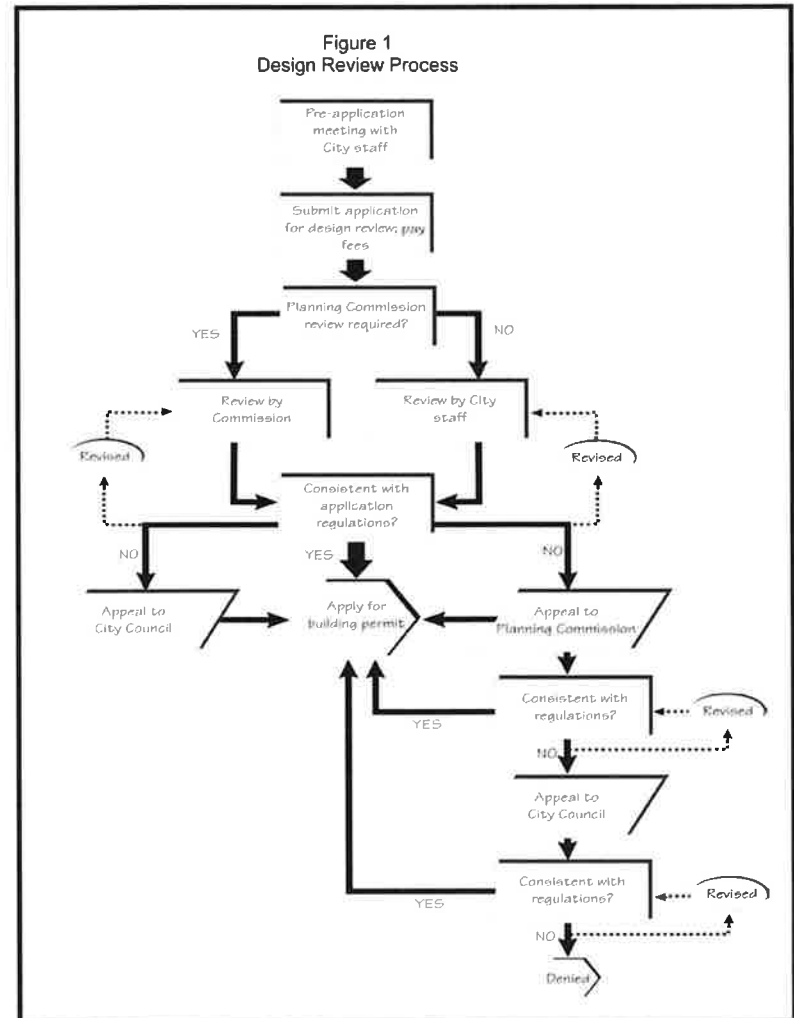 Figure 1
Design Review Process
Pre-application
meeting with
City staff
Submit application
for design review; pay
fees
Planning Commission
review required?
YES
NO
Review by
Commission
Review by City
staff
Revised
Revised
Consistent with
application
regulations?
NO
YES
NO
Appeal to
City Council
Apply for
building permit
Appeal to
Planning Commission
Consistent with
regulations?
Revised
YES
NO
Appeal to
City Council
Consistent with
regulations?
Revised
YES
NO
Denied